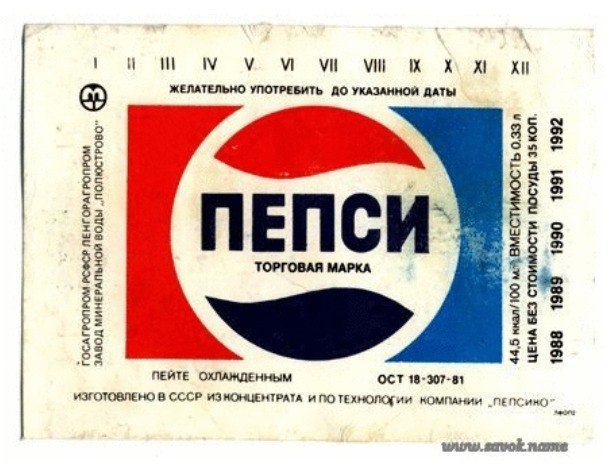 I II III IV V VI VII VIII IX X XI XII
ЖЕЛАТЕЛЬНО УПОТРЕБИТЬ ДО УКАЗАННОЙ ДАТЫ
ГОСАГРОПРОМ РСФСР ЛЕНГОРАГРОПРОМ
ЗАВОД МИНЕРАЛЬНОЙ ВОДЫ „ПОЛЮСТРОВО"
ПЕПСИ
ТОРГОВАЯ МАРКА
44,5 ккал/100 м. ВМЕСТИМОСТЬ 0,33 л
ЦЕНА БЕЗ СТОИМОСТИ ПОСУДЫ 35 КОП.
1988 1989 1990 1991 1992
ПЕЙТЕ ОХЛАЖДЕННЫМ
ОСТ 18-307-81
ИЗГОТОВЛЕНО В СССР ИЗ КОНЦЕНТРАТА И ПО ТЕХНОЛОГИИ КОМПАНИИ „ПЕПСИКО"
www.savok.name